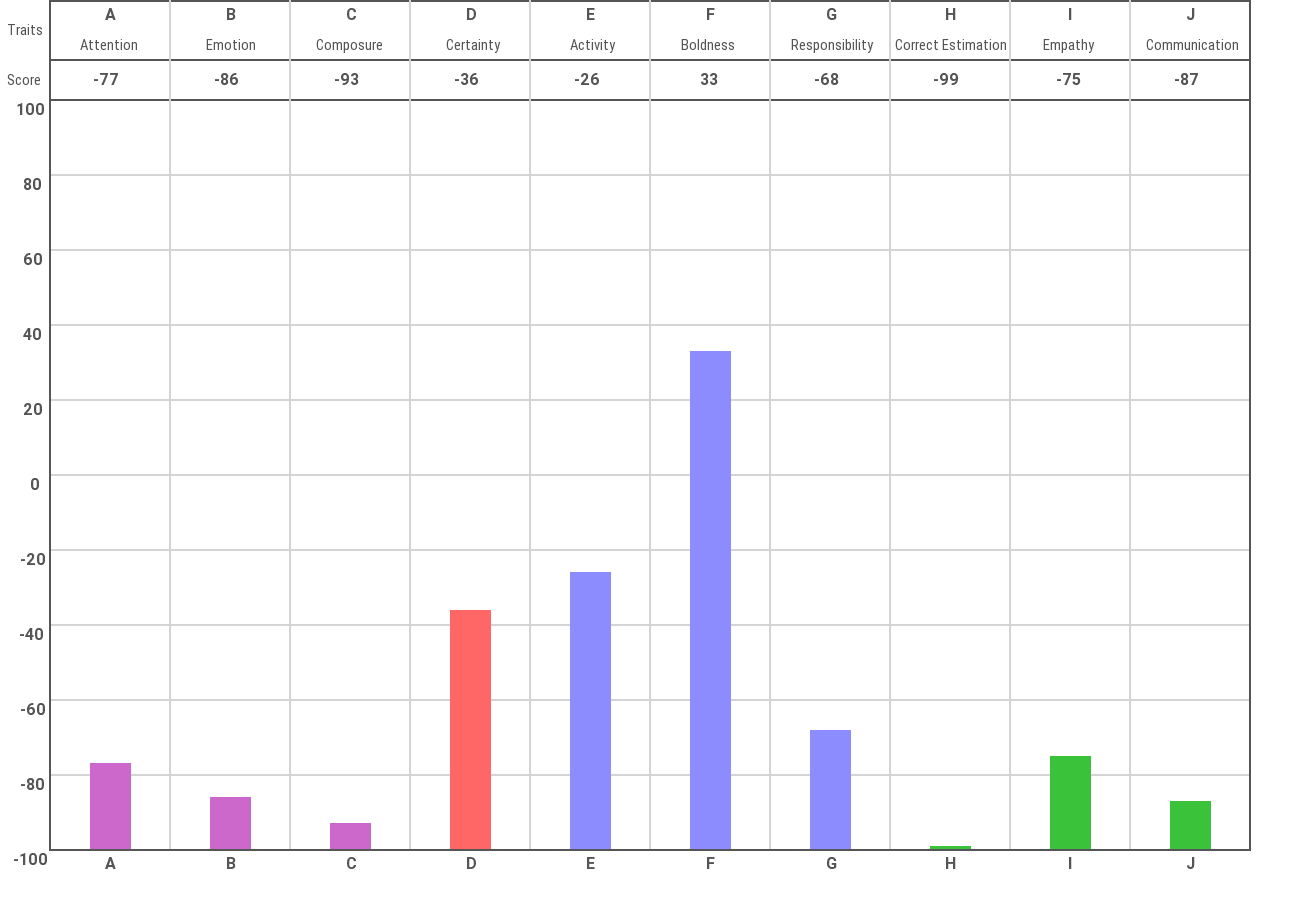 A B C D E F G H I J
Traits
Attention Emotion Composure Certainty Activity Boldness Responsibility Correct Estimation Empathy Communication
Score -77 -86 -93 -36 -26 33 -68 -99 -75 -87
100
80
60
40
20
0
-20
-40
-60
-80
-100
A B C D E F G H I J